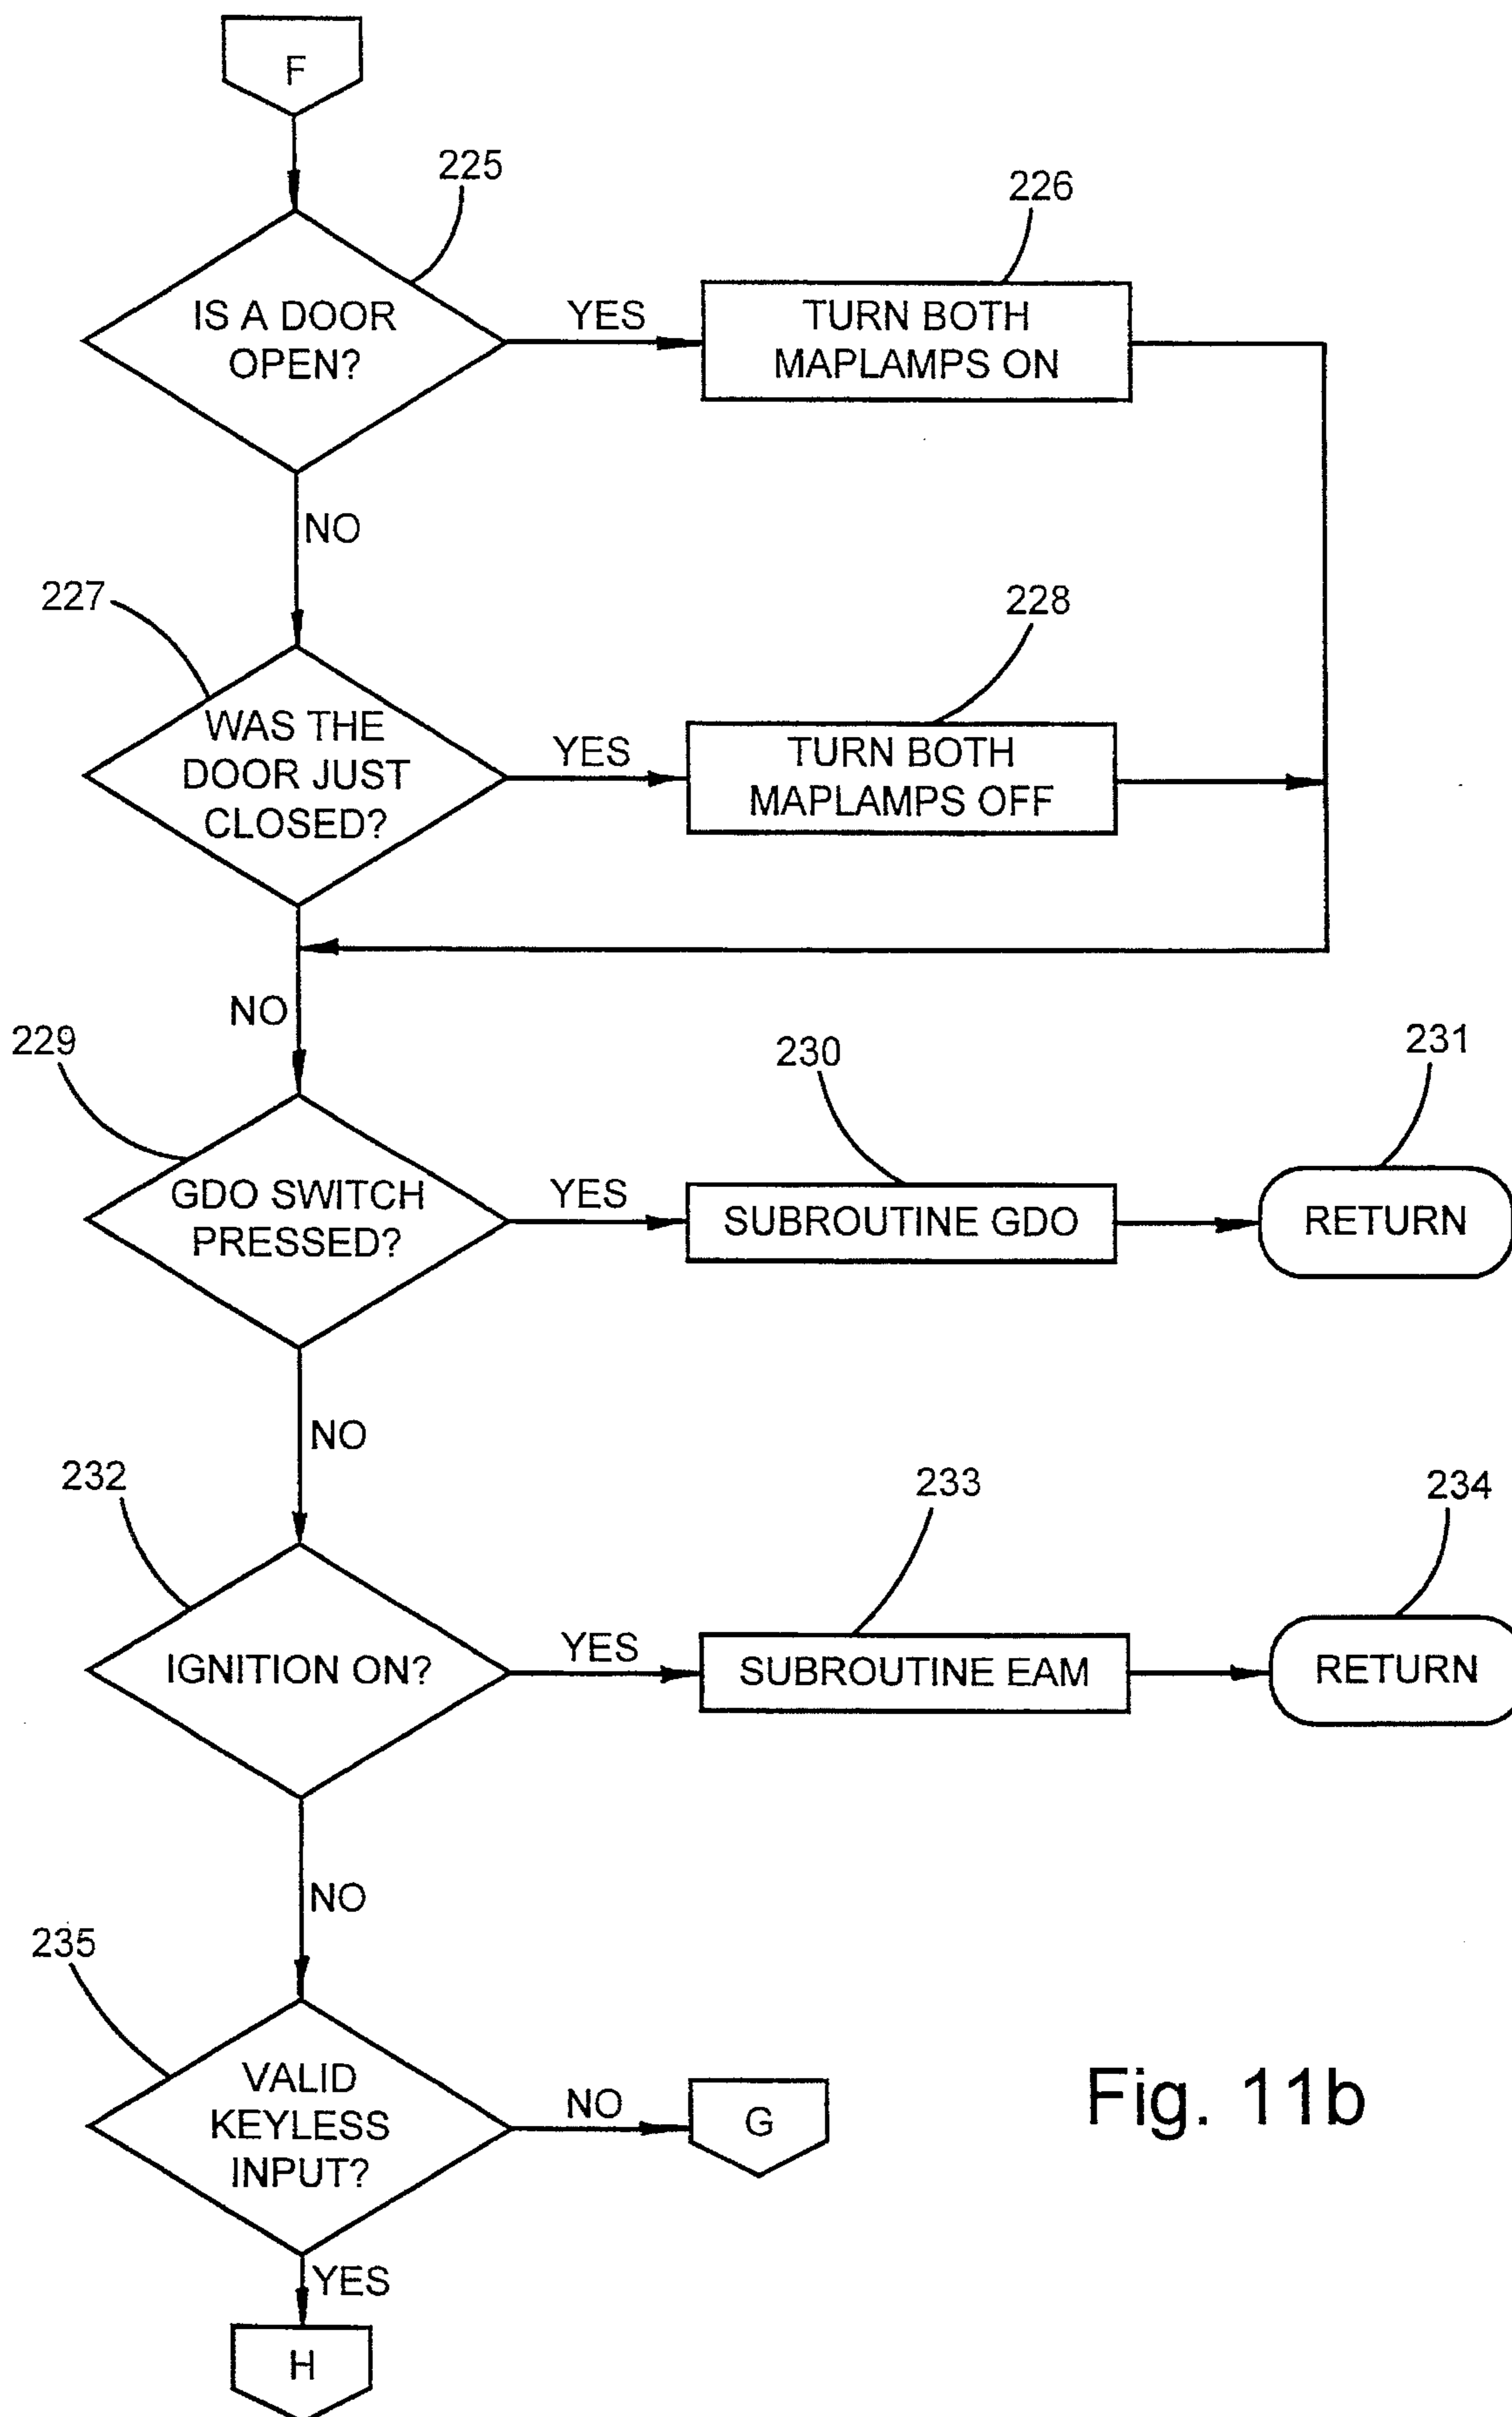 F
225
226
IS A DOOR
OPEN?
YES
TURN BOTH
MAPLAMPS ON
NO
227
228
WAS THE
DOOR JUST
CLOSED?
YES
TURN BOTH
MAPLAMPS OFF
NO
229
230
231
GDO SWITCH
PRESSED?
YES
SUBROUTINE GDO
RETURN
NO
232
233
234
IGNITION ON?
YES
SUBROUTINE EAM
RETURN
NO
235
VALID
KEYLESS
INPUT?
NO
G
Fig. 11b
YES
H